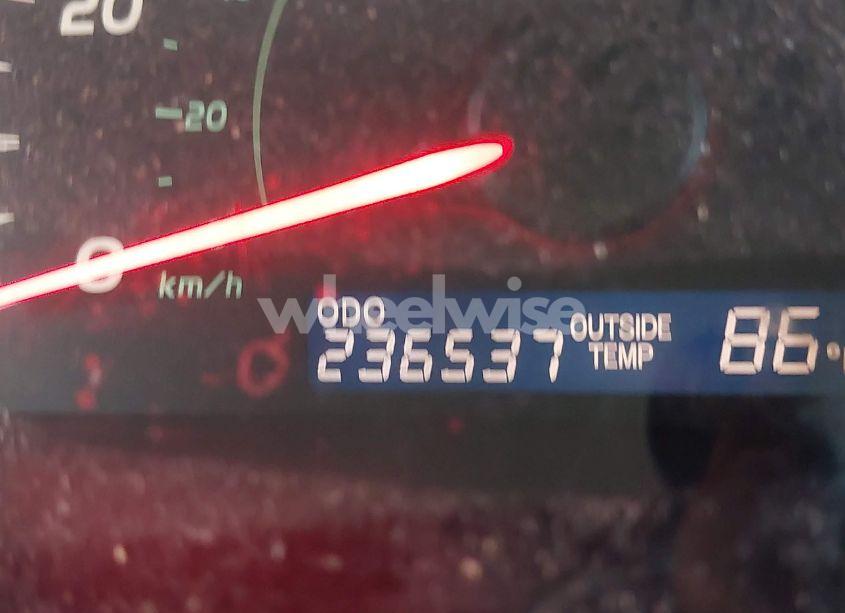 20
20
0
km/h
wheelwise
ODO
236537
OUTSIDE
TEMP
86°